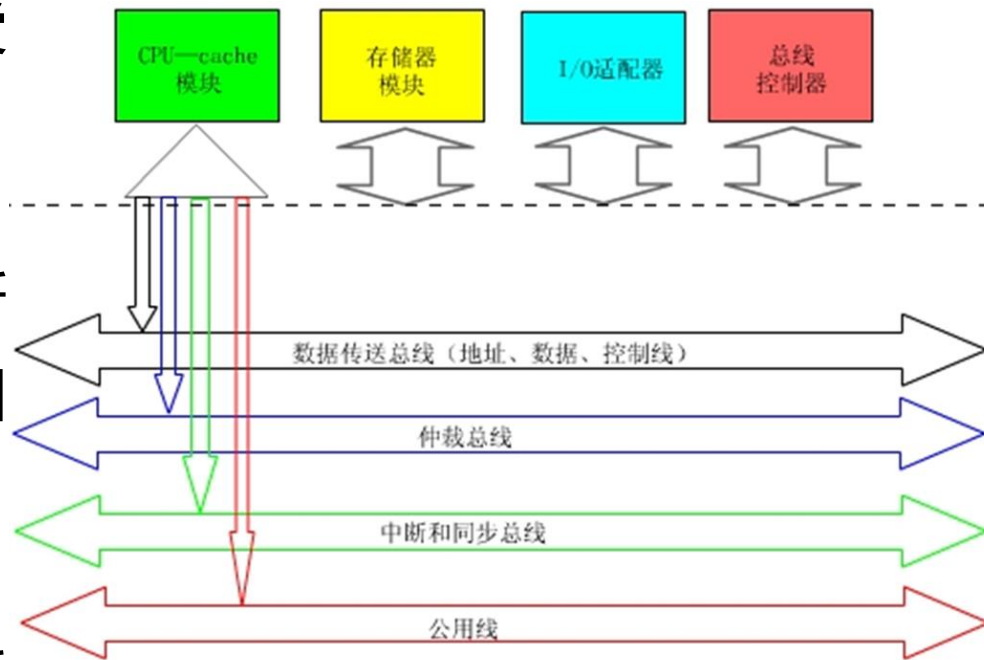 CPU—cache
模块
存储器
模块
I/O适配器
总线
控制器
数据传送总线（地址、数据、控制线）
仲裁总线
中断和同步总线
公用线